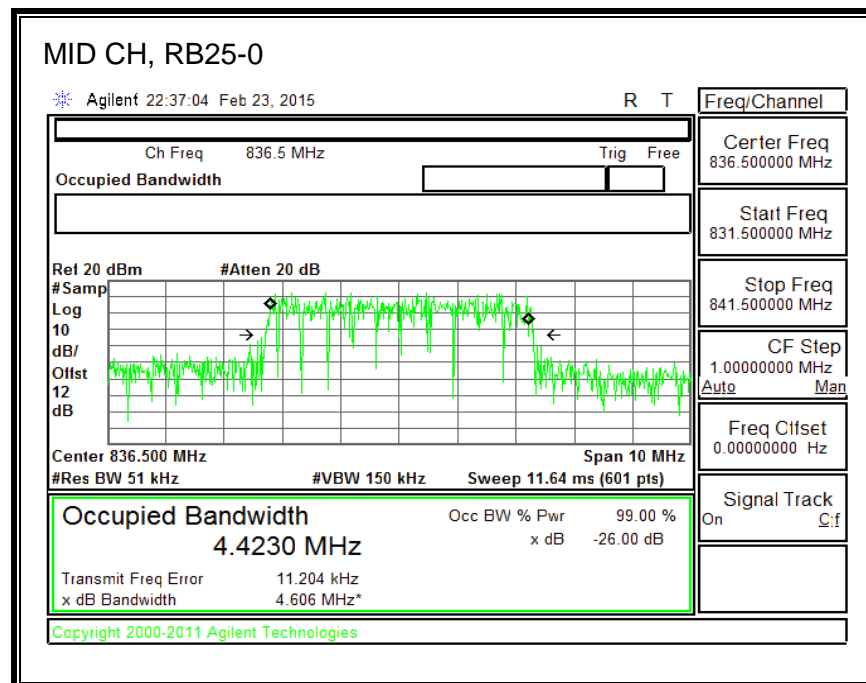 MID CH, RB25-0
Agilent 22:37:04 Feb 23, 2015 R T
Freq/Channel
Ch Freq 836.5 MHz Trig Free
Occupied Bandwidth
Center Freq
836.500000 MHz
Start Freq
831.500000 MHz
Stop Freq
841.500000 MHz
CF Step
1.00000000 MHz
Auto Man
Freq Offset
0.00000000 Hz
Signal Track
On Off
Ref 20 dBm #Atten 20 dB
#Samp
Log
10
dB/
Offst
12
dB
Center 836.500 MHz Span 10 MHz
#Res BW 51 kHz #VBW 150 kHz Sweep 11.64 ms (601 pts)
Occupied Bandwidth Occ BW % Pwr 99.00 %
4.4230 MHz x dB -26.00 dB
Transmit Freq Error 11.204 kHz
x dB Bandwidth 4.606 MHz*
Copyright 2000-2011 Agilent Technologies